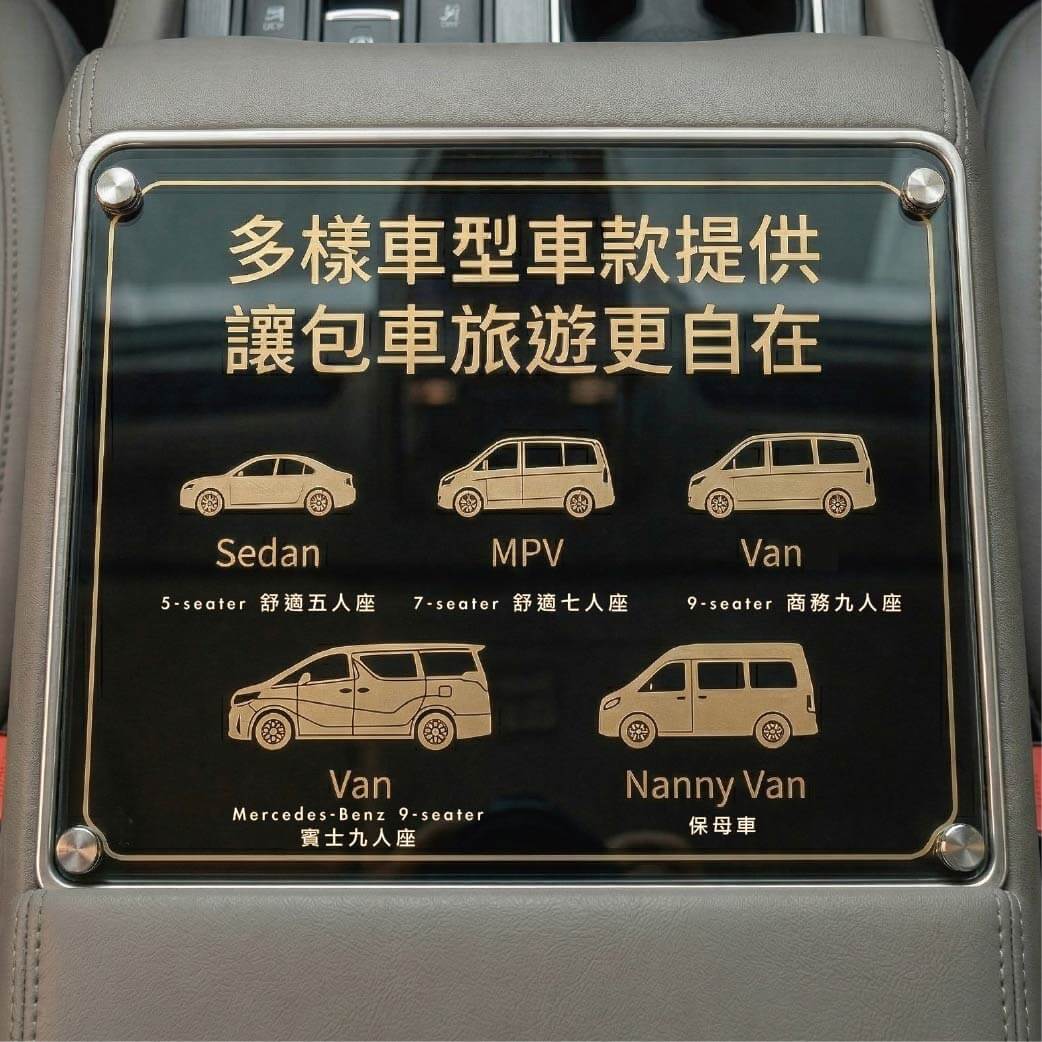 多樣車型車款提供
讓包車旅遊更自在
Sedan MPV Van
5-seater 舒適五人座 7-seater 舒適七人座 9-seater 商務九人座
Van Nanny Van
Mercedes-Benz 9-seater
賓士九人座 保母車